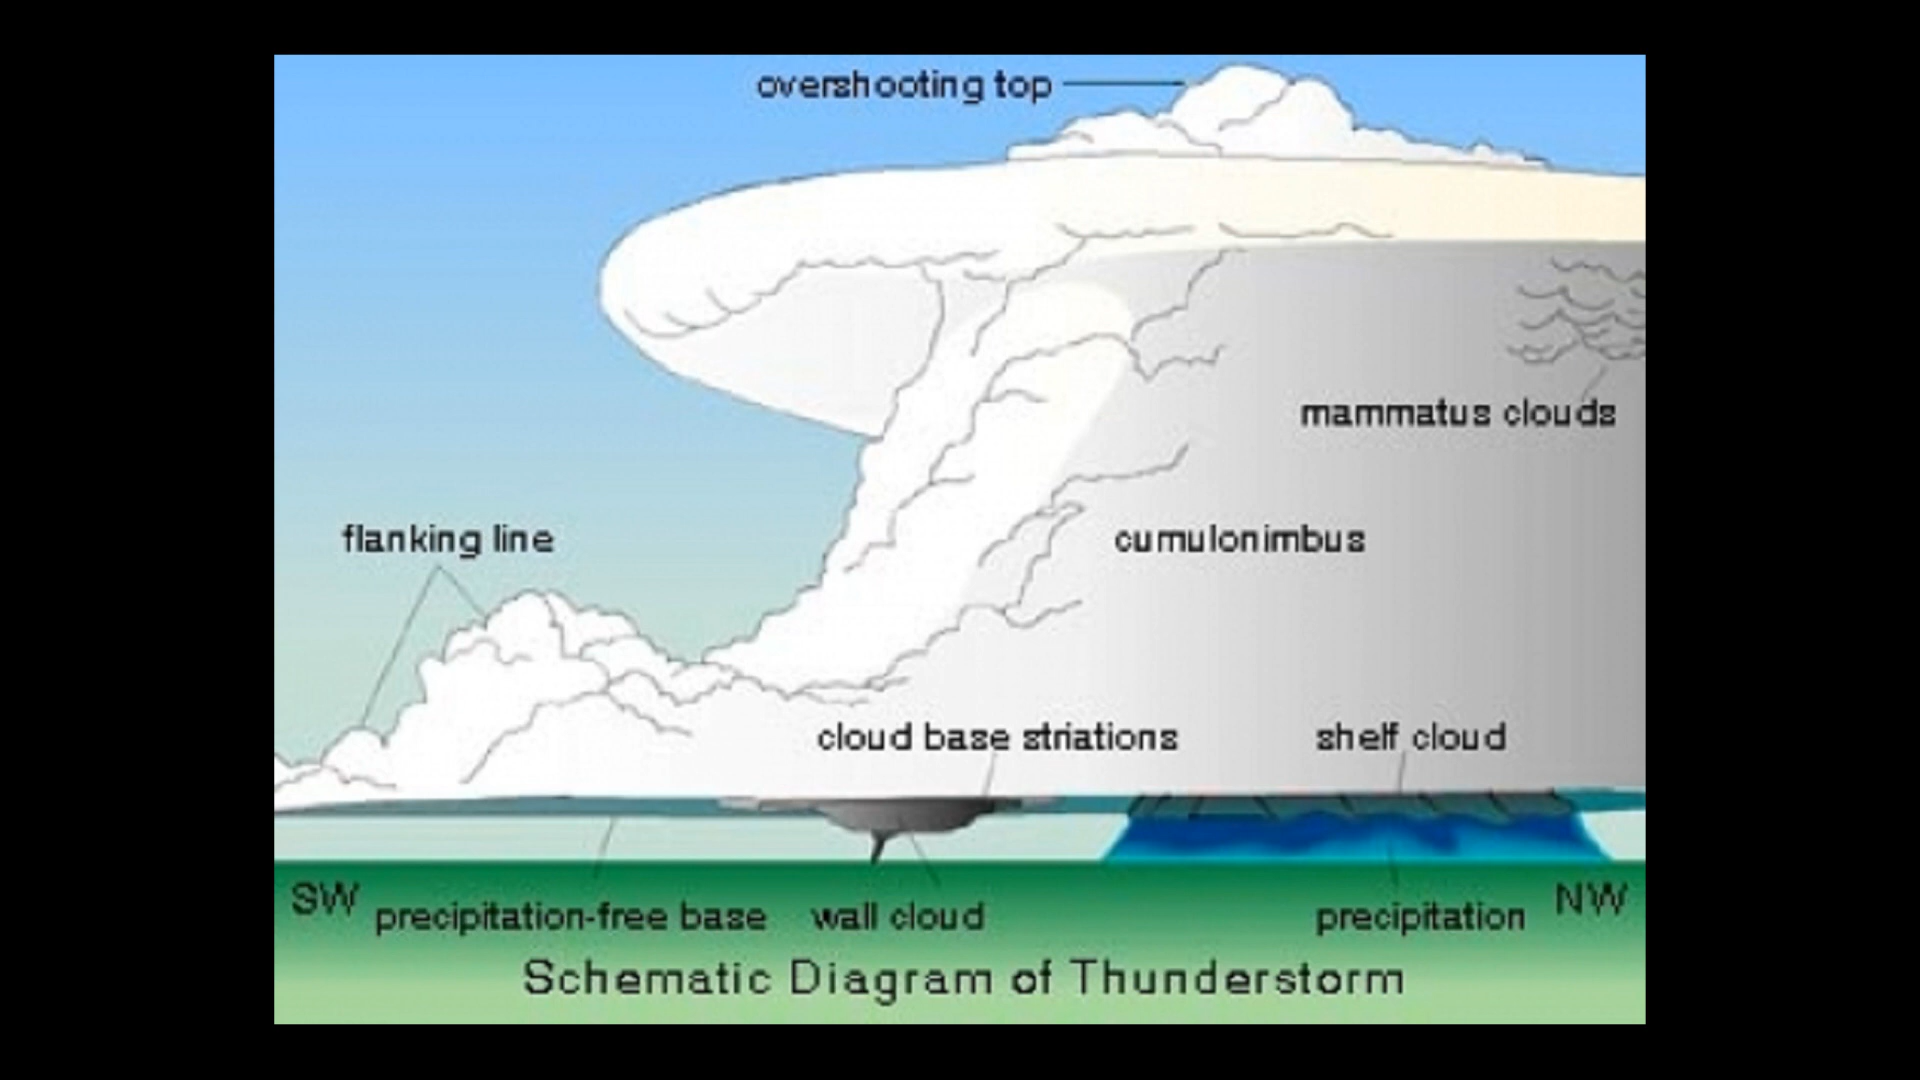 overshooting top
mammatus clouds
flanking line
cumulonimbus
cloud base striations
shelf cloud
SW
precipitation-free base
wall cloud
precipitation
NW
Schematic Diagram of Thunderstorm